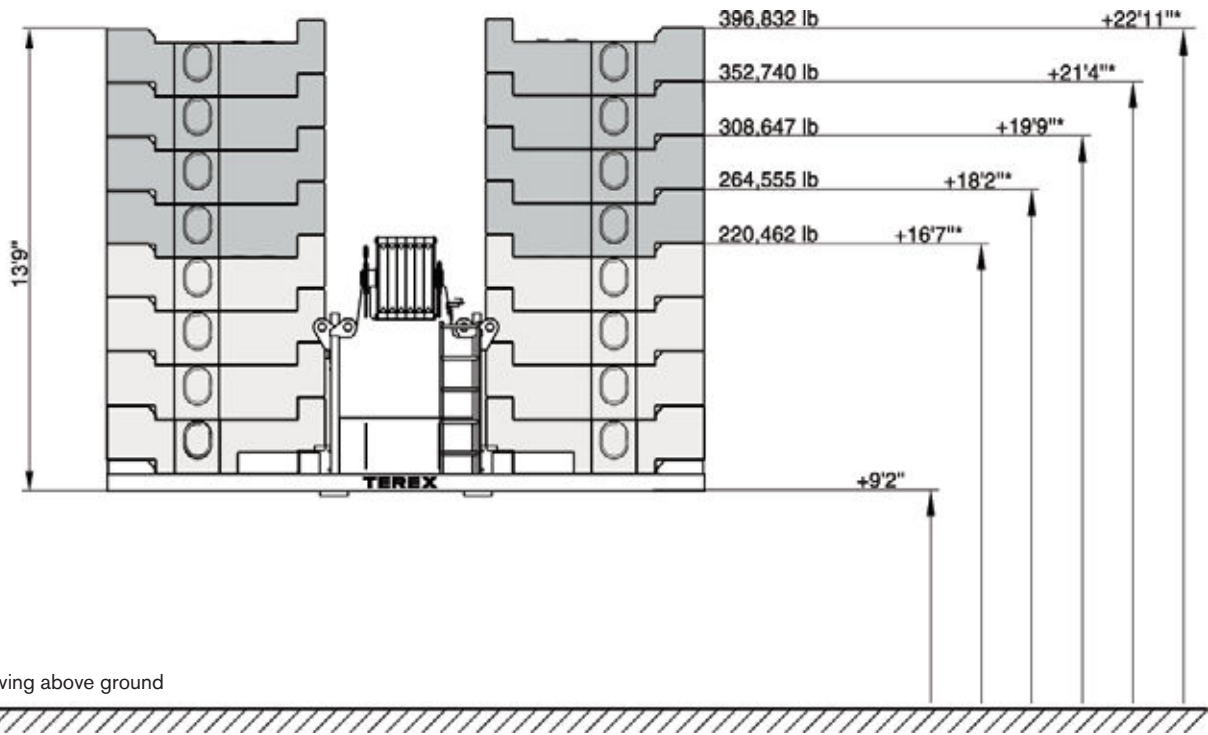 396,832 lb +22'11"*
352,740 lb +21'4"*
308,647 lb +19'9"*
264,555 lb +18'2"*
220,462 lb +16'7"*
13'9"
TEREX
+9'2"
above ground